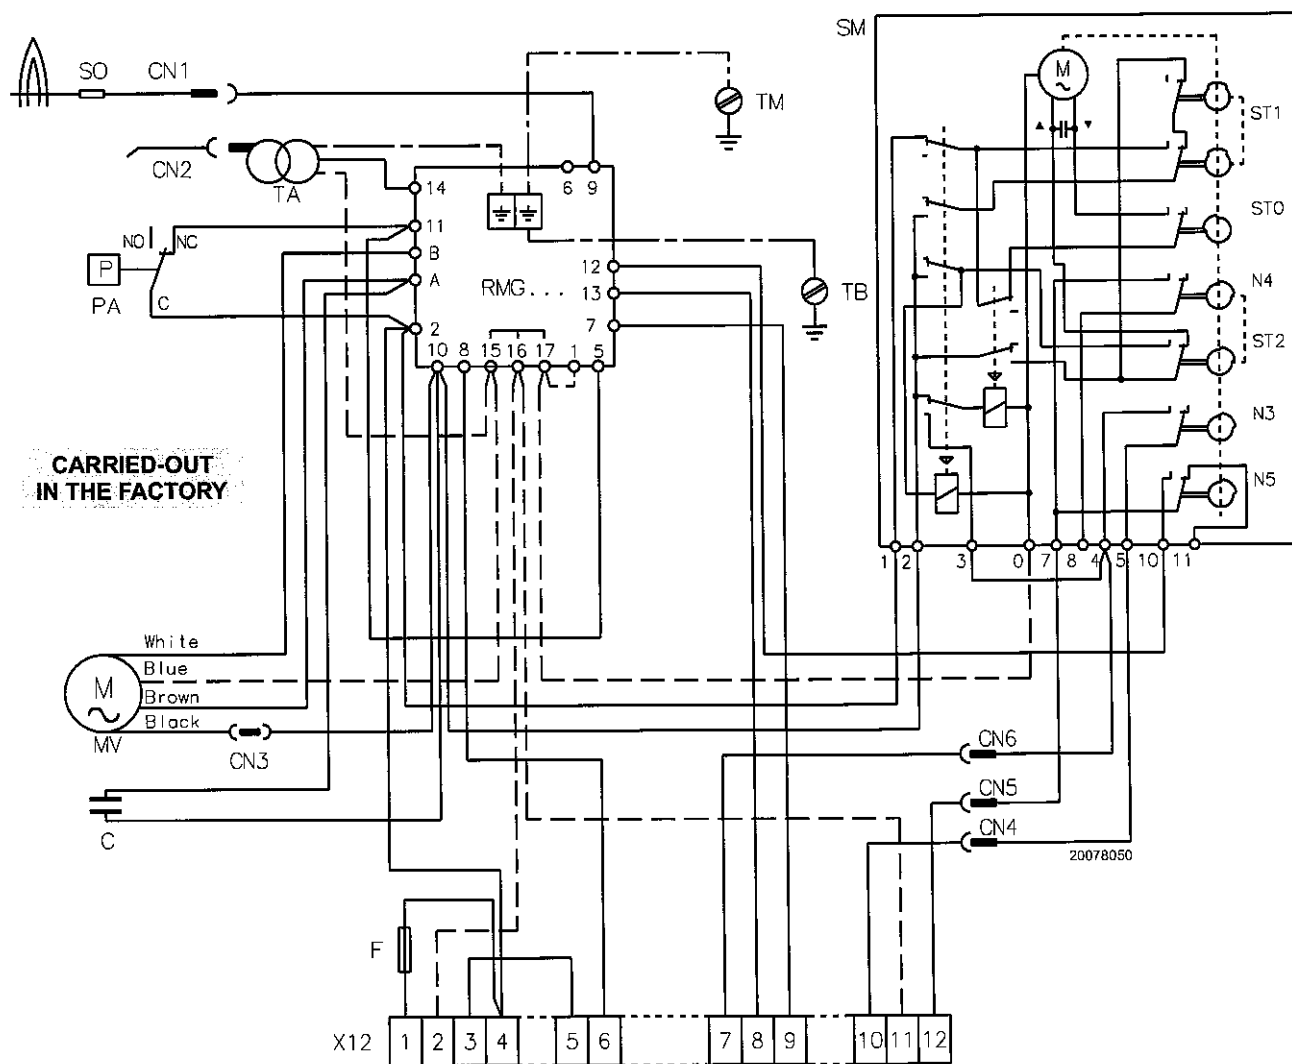 SM
SO CN1
M
TM
ST1
CN2
TA
14
6 9
ST0
11
NO NC
B
12
P
A
RMG...
13
TB
N4
PA
C
2
7
10 8 15 16 17 1 5
ST2
N3
CARRIED-OUT
IN THE FACTORY
N5
1 2 3 0 7 8 4 5 10 11
White
Blue
M
Brown
Black
MV
CN3
CN6
CN5
C
CN4
20078050
F
X12 1 2 3 4 5 6 7 8 9 10 11 12